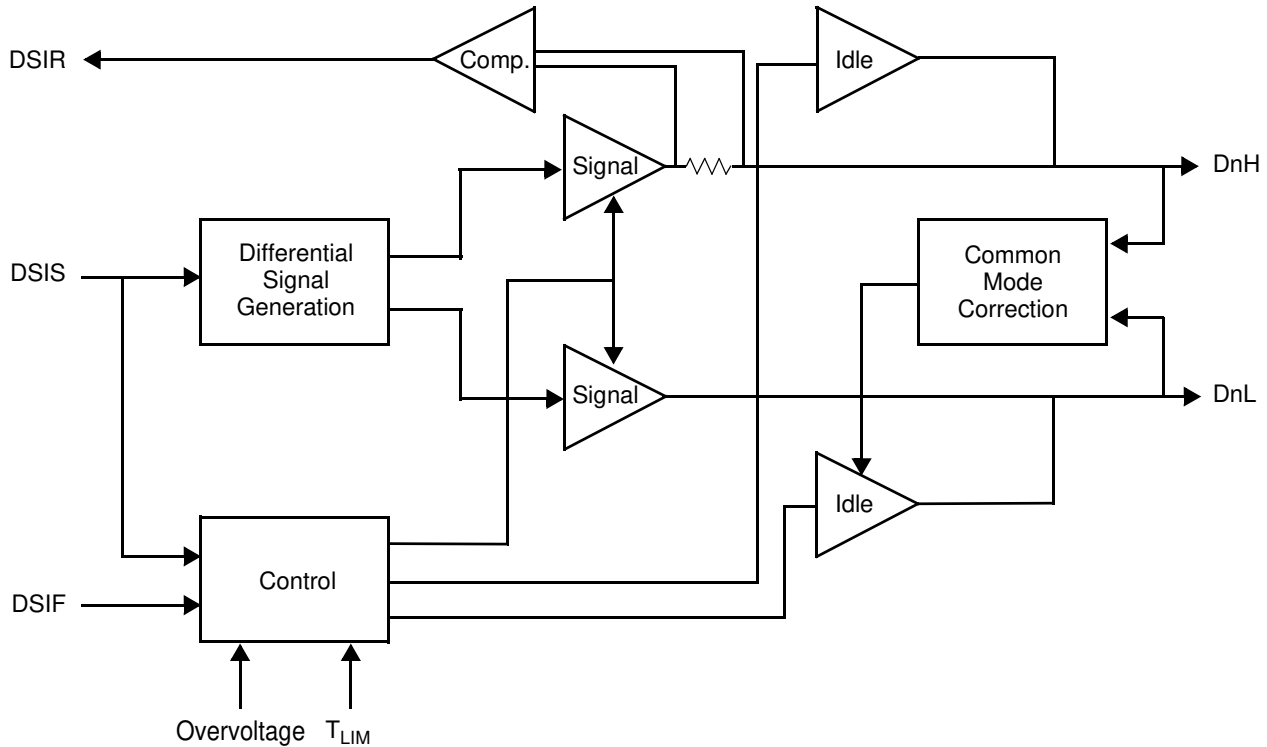 DSIR
Comp.
Idle
Signal
DnH
DSIS
Differential
Signal
Generation
Common
Mode
Correction
Signal
DnL
Idle
Control
DSIF
Overvoltage
TLIM